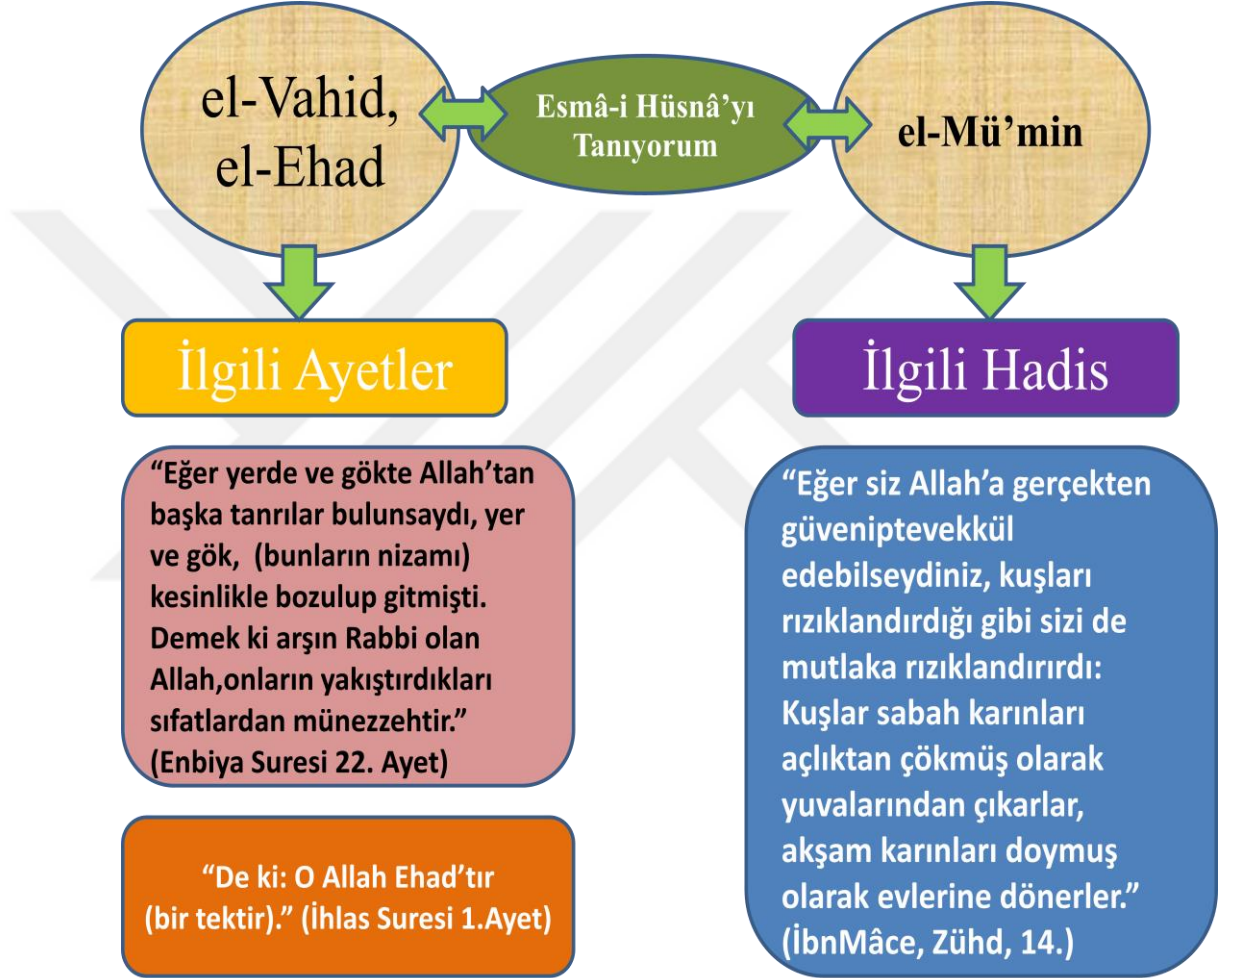 el-Vahid,
el-Ehad
Esmâ-i Hüsnâ’yı
Tanıyorum
el-Mü’min
İlgili Ayetler
“Eğer yerde ve gökte Allah’tan
başka tanrılar bulunsaydı, yer
ve gök, (bunların nizamı)
kesinlikle bozulup gitmişti.
Demek ki arşın Rabbi olan
Allah,onların yakıştırdıkları
sıfatlardan münezzehtir.”
(Enbiya Suresi 22. Ayet)
“De ki: O Allah Ehad’tır
(bir tektir).” (İhlas Suresi 1.Ayet)
İlgili Hadis
“Eğer siz Allah’a gerçekten
güveniptevekkül
edebilseydiniz, kuşları
rızıklandırdığı gibi sizi de
mutlaka rızıklandırırdı:
Kuşlar sabah karınları
açlıktan çökmüş olarak
yuvalarından çıkarlar,
akşam karınları doymuş
olarak evlerine dönerler.”
(İbnMâce, Zühd, 14.)